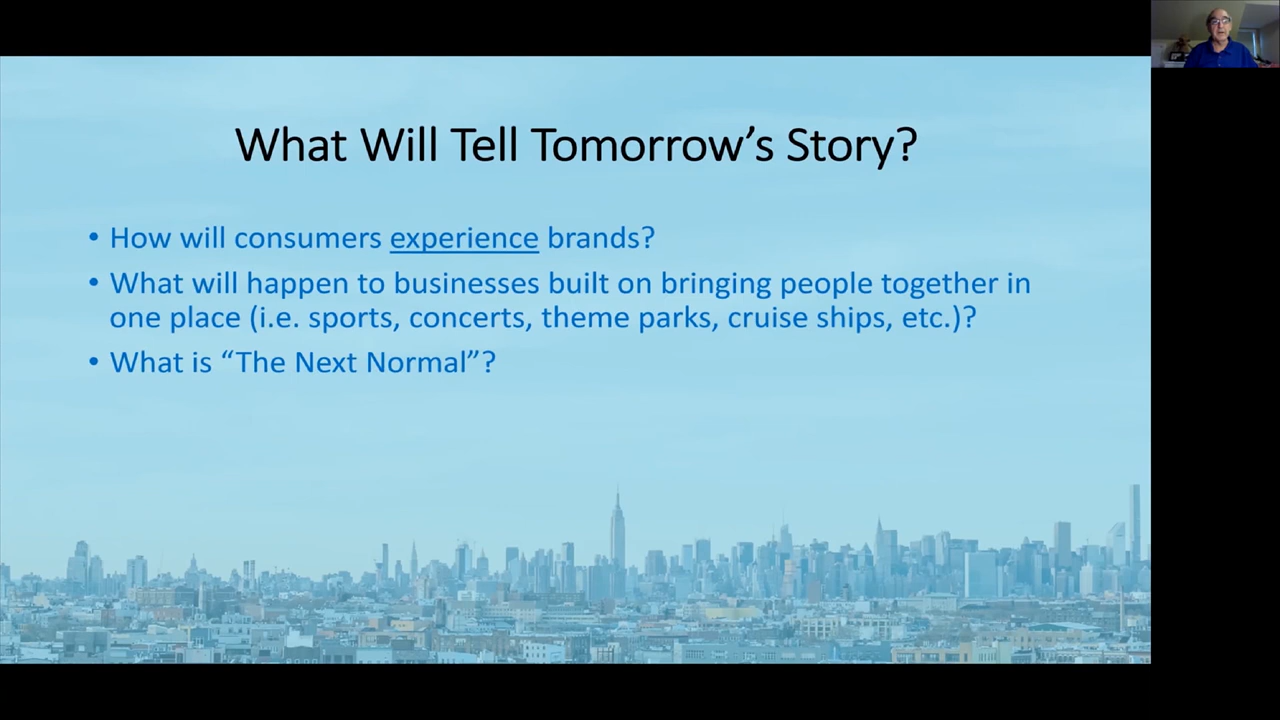 What Will Tell Tomorrow’s Story?
• How will consumers experience brands?
• What will happen to businesses built on bringing people together in
one place (i.e. sports, concerts, theme parks, cruise ships, etc.)?
• What is “The Next Normal”?